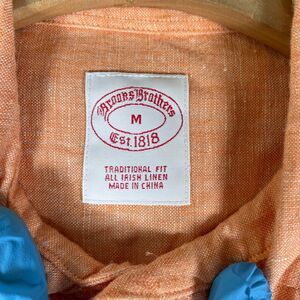 Brooks Brothers
M
Est. 1818
TRADITIONAL FIT
ALL IRISH LINEN
MADE IN CHINA